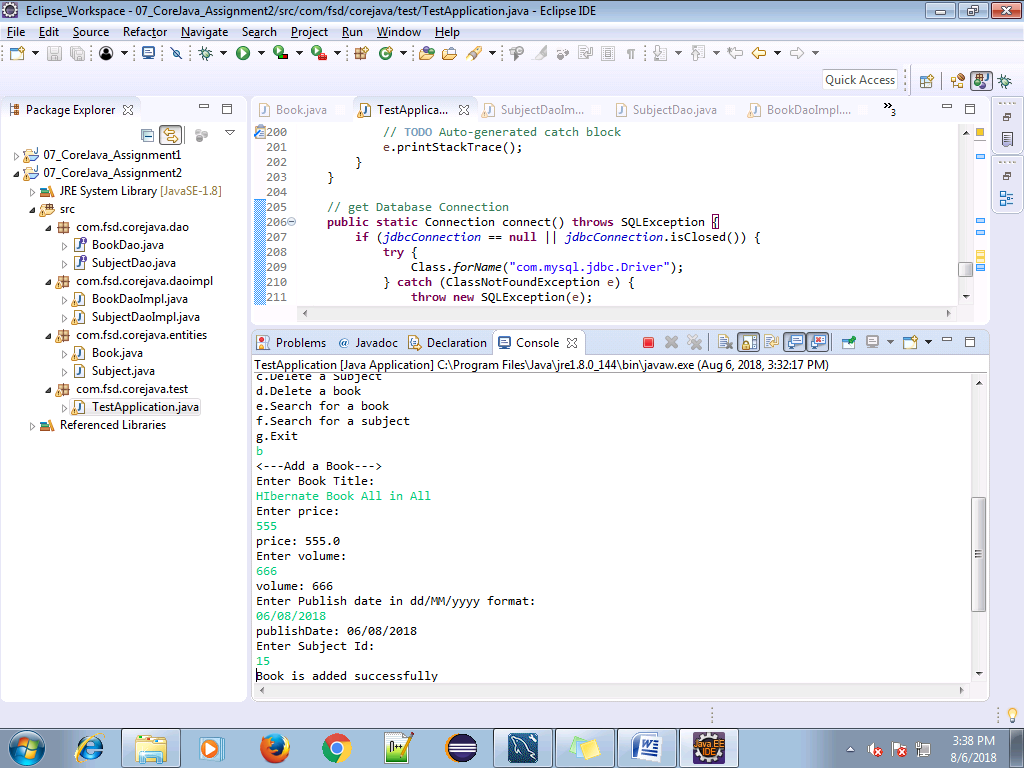 Eclipse_Workspace - 07_CoreJava_Assignment2/src/com/fsd/corejava/test/TestApplication.java - Eclipse IDE
File Edit Source Refactor Navigate Search Project Run Window Help
Quick Access
Package Explorer
07_CoreJava_Assignment1
07_CoreJava_Assignment2
JRE System Library [JavaSE-1.8]
src
com.fsd.corejava.dao
BookDao.java
SubjectDao.java
com.fsd.corejava.daoimpl
BookDaoImpl.java
SubjectDaoImpl.java
com.fsd.corejava.entities
Book.java
Subject.java
com.fsd.corejava.test
TestApplication.java
Referenced Libraries
Book.java TestApplica... SubjectDaoIm... SubjectDao.java BookDaoImpl.... »3
200 // TODO Auto-generated catch block
201 e.printStackTrace();
202 }
203 }
204
205 // get Database Connection
206 public static Connection connect() throws SQLException {
207 if (jdbcConnection == null || jdbcConnection.isClosed()) {
208 try {
209 Class.forName("com.mysql.jdbc.Driver");
210 } catch (ClassNotFoundException e) {
211 throw new SQLException(e);
Problems @ Javadoc Declaration Console
TestApplication [Java Application] C:\Program Files\Java\jre1.8.0_144\bin\javaw.exe (Aug 6, 2018, 3:32:17 PM)
c.Delete a Subject
d.Delete a book
e.Search for a book
f.Search for a subject
g.Exit
b
<---Add a Book--->
Enter Book Title:
HIbernate Book All in All
Enter price:
555
price: 555.0
Enter volume:
666
volume: 666
Enter Publish date in dd/MM/yyyy format:
06/08/2018
publishDate: 06/08/2018
Enter Subject Id:
15
Book is added successfully
Java EE
IDE
3:38 PM
8/6/2018